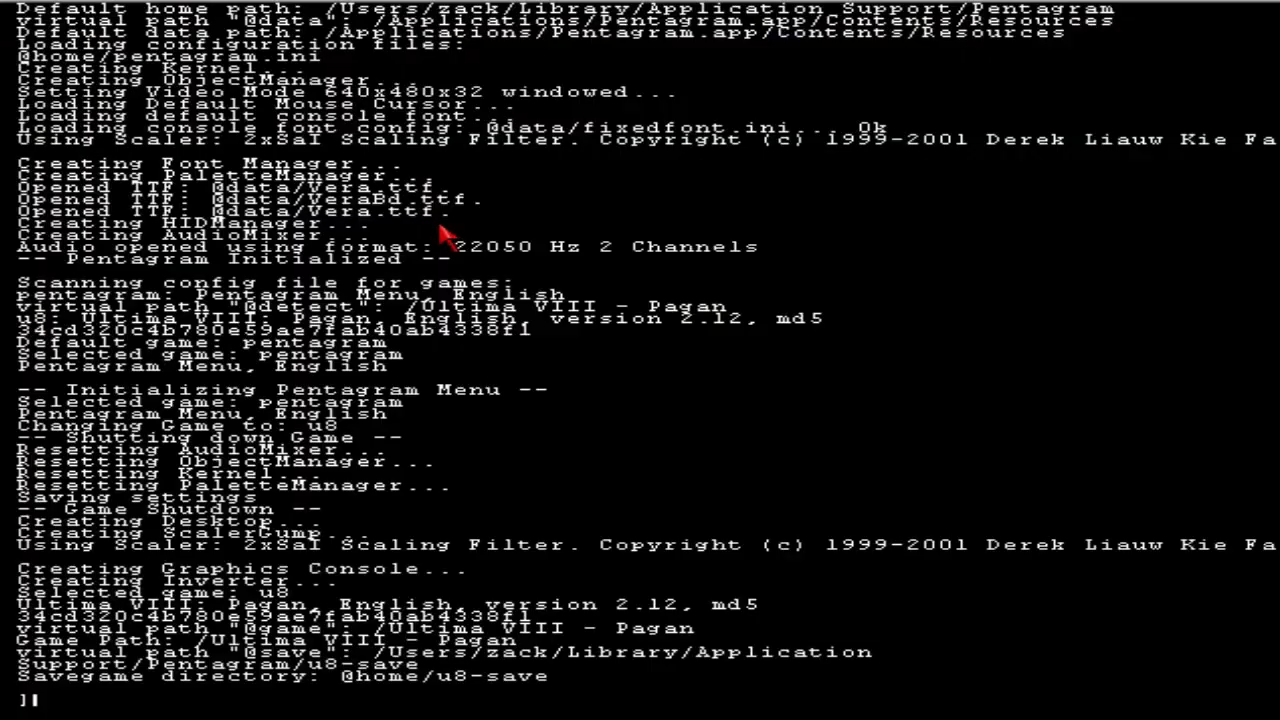 Default home path: /Users/zack/Library/Application Support/Pentagram
virtual path "@data": /Applications/Pentagram.app/Contents/Resources
Default data path: /Applications/Pentagram.app/Contents/Resources
Loading configuration files:
@home/pentagram.ini
Creating Kernel...
Creating ObjectManager...
Setting Video Mode 640x480x32 windowed...
Loading Default Mouse Cursor...
Loading default console font...
Loading console font config: @data/fixedfont.ini... Ok
Using Scaler: 2xSaI Scaling Filter. Copyright (c) 1999-2001 Derek Liauw Kie Fa
Creating Font Manager...
Creating PaletteManager...
Opened TTF: @data/Vera.ttf.
Opened TTF: @data/VeraBd.ttf.
Opened TTF: @data/Vera.ttf.
Creating HIDManager...
Creating AudioMixer...
Audio opened using format: 22050 Hz 2 Channels
-- Pentagram Initialized --
Scanning config file for games:
pentagram: Pentagram Menu, English
virtual path "@detect": /Ultima VIII - Pagan
u8: Ultima VIII: Pagan, English, version 2.12, md5
34cd320c4b780e59ae7fab40ab4338f1
Default game: pentagram
Selected game: pentagram
Pentagram Menu, English
-- Initializing Pentagram Menu --
Selected game: pentagram
Pentagram Menu, English
Changing Game to: u8
-- Shutting down Game --
Resetting AudioMixer...
Resetting ObjectManager...
Resetting Kernel...
Resetting PaletteManager...
Saving settings
-- Game Shutdown --
Creating Desktop...
Creating ScalerGump...
Using Scaler: 2xSaI Scaling Filter. Copyright (c) 1999-2001 Derek Liauw Kie Fa
Creating Graphics Console...
Creating Inverter...
Selected game: u8
Ultima VIII: Pagan, English, version 2.12, md5
34cd320c4b780e59ae7fab40ab4338f1
virtual path "@game": /Ultima VIII - Pagan
Game Path: /Ultima VIII - Pagan
virtual path "@save": /Users/zack/Library/Application
Support/Pentagram/u8-save
Savegame directory: @home/u8-save
]